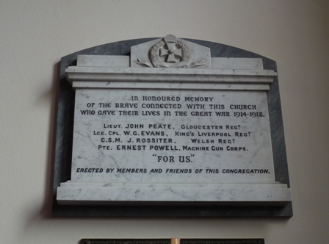 IN HONOURED MEMORY
OF THE BRAVE CONNECTED WITH THIS CHURCH
WHO GAVE THEIR LIVES IN THE GREAT WAR 1914-1918.
LIEUT. JOHN PEATE, GLOUCESTER REGT
LCE. CPL. W. G. EVANS, KING'S LIVERPOOL REGT
C.S.M. J. ROSSITER, WELSH REGT
PTE. ERNEST POWELL, MACHINE GUN CORPS.
"FOR US."
ERECTED BY MEMBERS AND FRIENDS OF THIS CONGREGATION.